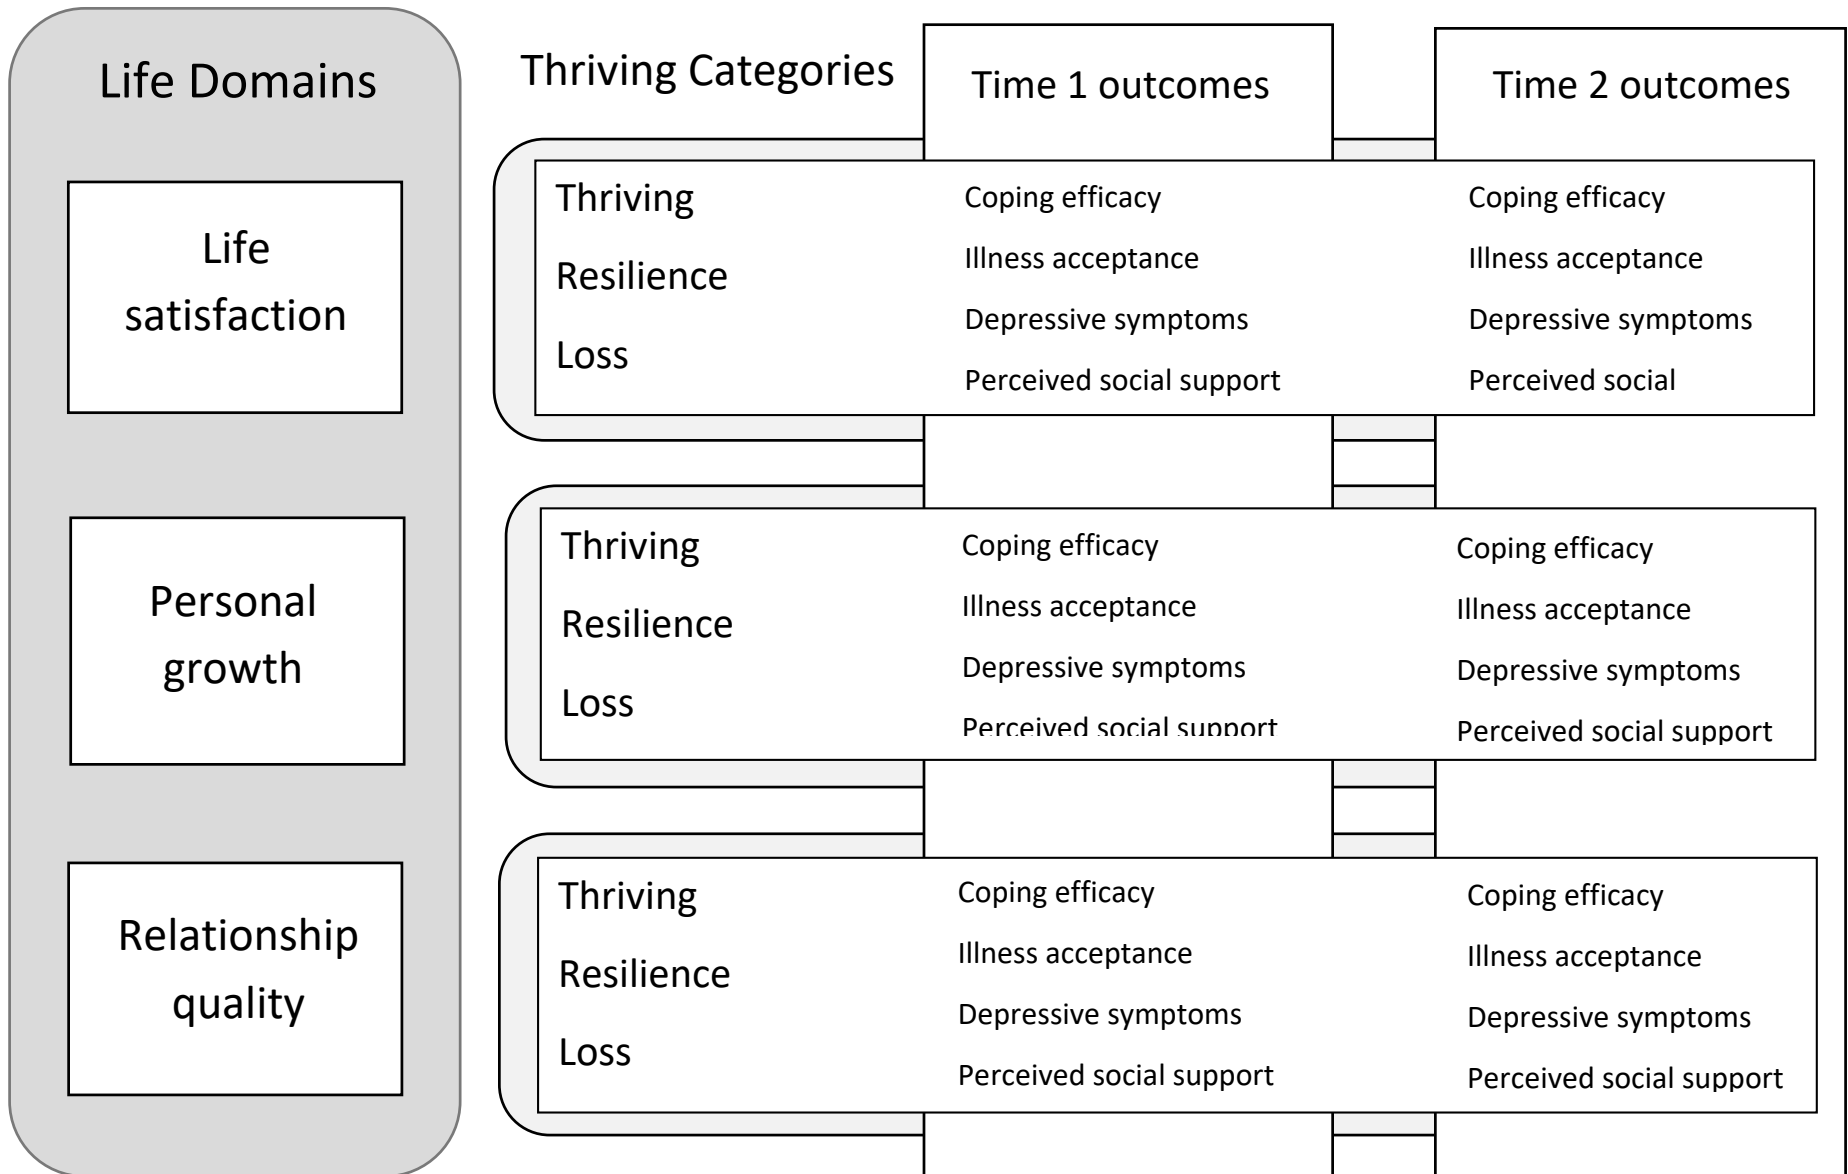 Life Domains
Thriving Categories
Time 1 outcomes
Time 2 outcomes
Life
satisfaction
Thriving
Resilience
Loss
Coping efficacy
Illness acceptance
Depressive symptoms
Perceived social support
Coping efficacy
Illness acceptance
Depressive symptoms
Perceived social
Personal
growth
Thriving
Resilience
Loss
Coping efficacy
Illness acceptance
Depressive symptoms
Perceived social support
Coping efficacy
Illness acceptance
Depressive symptoms
Perceived social support
Relationship
quality
Thriving
Resilience
Loss
Coping efficacy
Illness acceptance
Depressive symptoms
Perceived social support
Coping efficacy
Illness acceptance
Depressive symptoms
Perceived social support